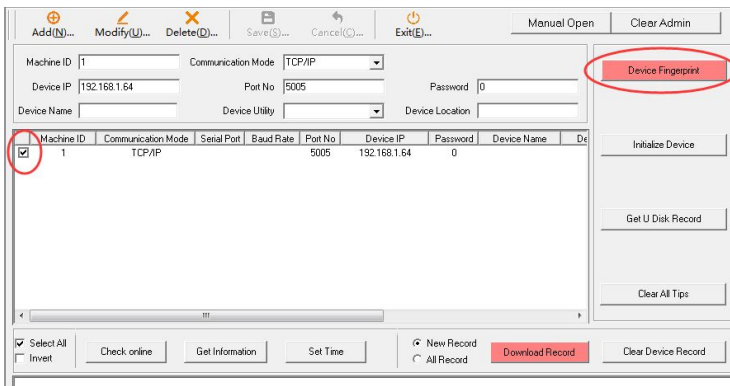 Add(N)... Modify(U)... Delete(D)... Save(S)... Cancel(C)... Exit(E)... Manual Open Clear Admin
Machine ID 1 Communication Mode TCP/IP
Device IP 192.168.1.64 Port No 5005 Password 0
Device Name Device Utility Device Location
Device Fingerprint
Machine ID Communication Mode Serial Port Baud Rate Port No Device IP Password Device Name De
1 TCP/IP 5005 192.168.1.64 0
Initialize Device
Get U Disk Record
Clear All Tips
Select All
Invert
Check online Get Information Set Time
New Record
All Record
Download Record Clear Device Record